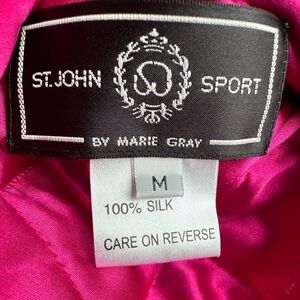 ST. JOHN SPORT
BY MARIE GRAY
M
100% SILK
CARE ON REVERSE